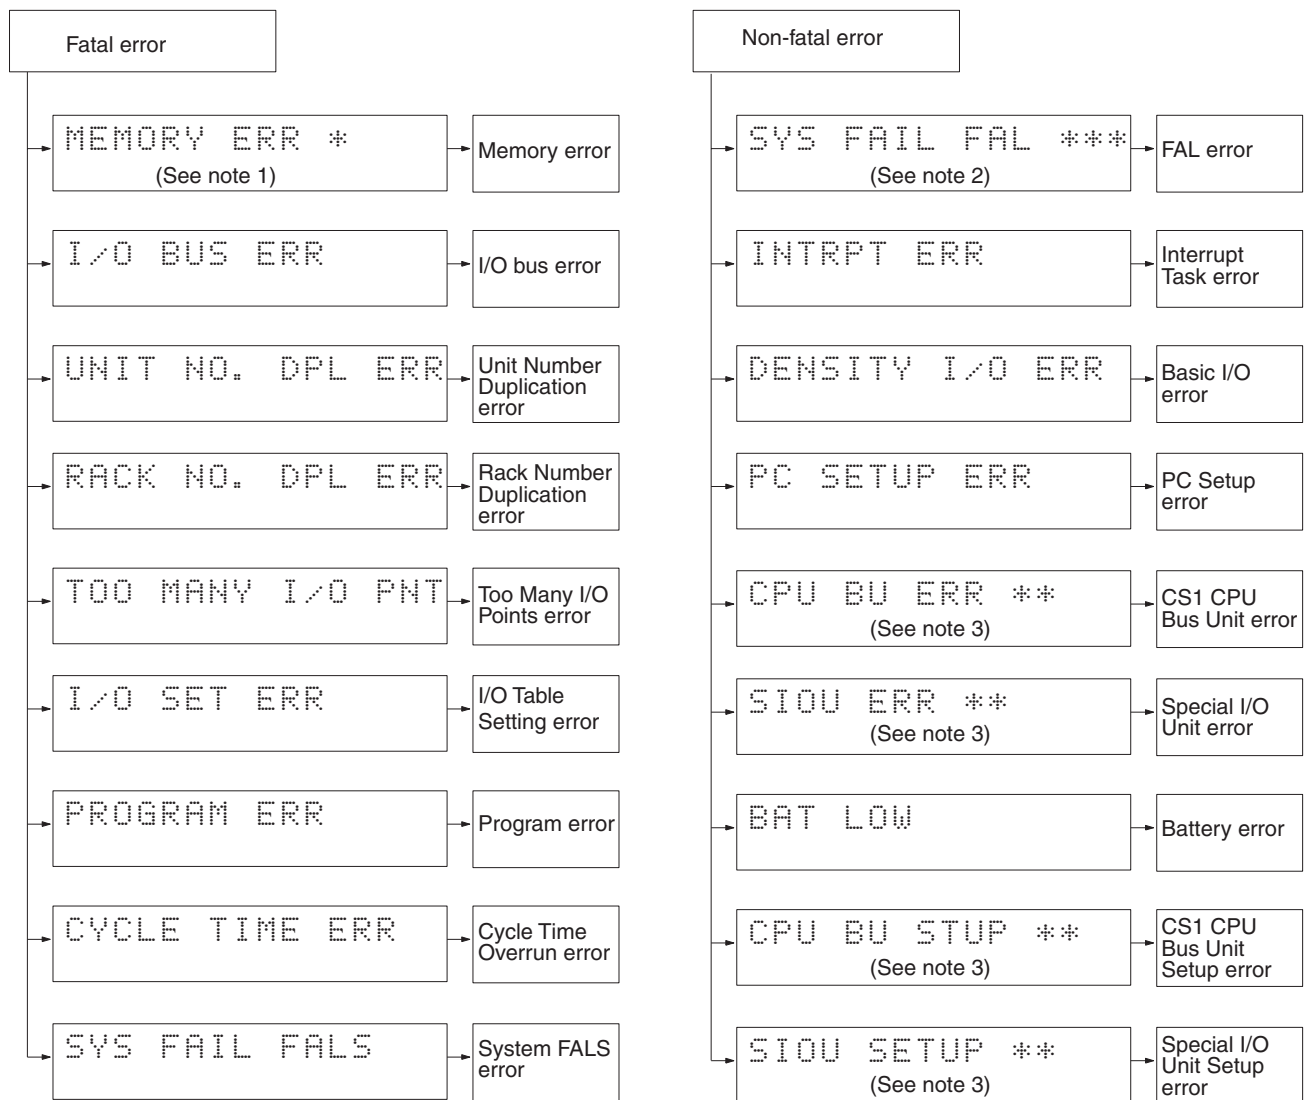 Fatal error
MEMORY ERR *
(See note 1)
Memory error
I/O BUS ERR
I/O bus error
UNIT NO. DPL ERR
Unit Number
Duplication
error
RACK NO. DPL ERR
Rack Number
Duplication
error
TOO MANY I/O PNT
Too Many I/O
Points error
I/O SET ERR
I/O Table
Setting error
PROGRAM ERR
Program error
CYCLE TIME ERR
Cycle Time
Overrun error
SYS FAIL FALS
System FALS
error
Non-fatal error
SYS FAIL FAL ***
(See note 2)
FAL error
INTRPT ERR
Interrupt
Task error
DENSITY I/O ERR
Basic I/O
error
PC SETUP ERR
PC Setup
error
CPU BU ERR **
(See note 3)
CS1 CPU
Bus Unit error
SIOU ERR **
(See note 3)
Special I/O
Unit error
BAT LOW
Battery error
CPU BU STUP **
(See note 3)
CS1 CPU
Bus Unit
Setup error
SIOU SETUP **
(See note 3)
Special I/O
Unit Setup
error